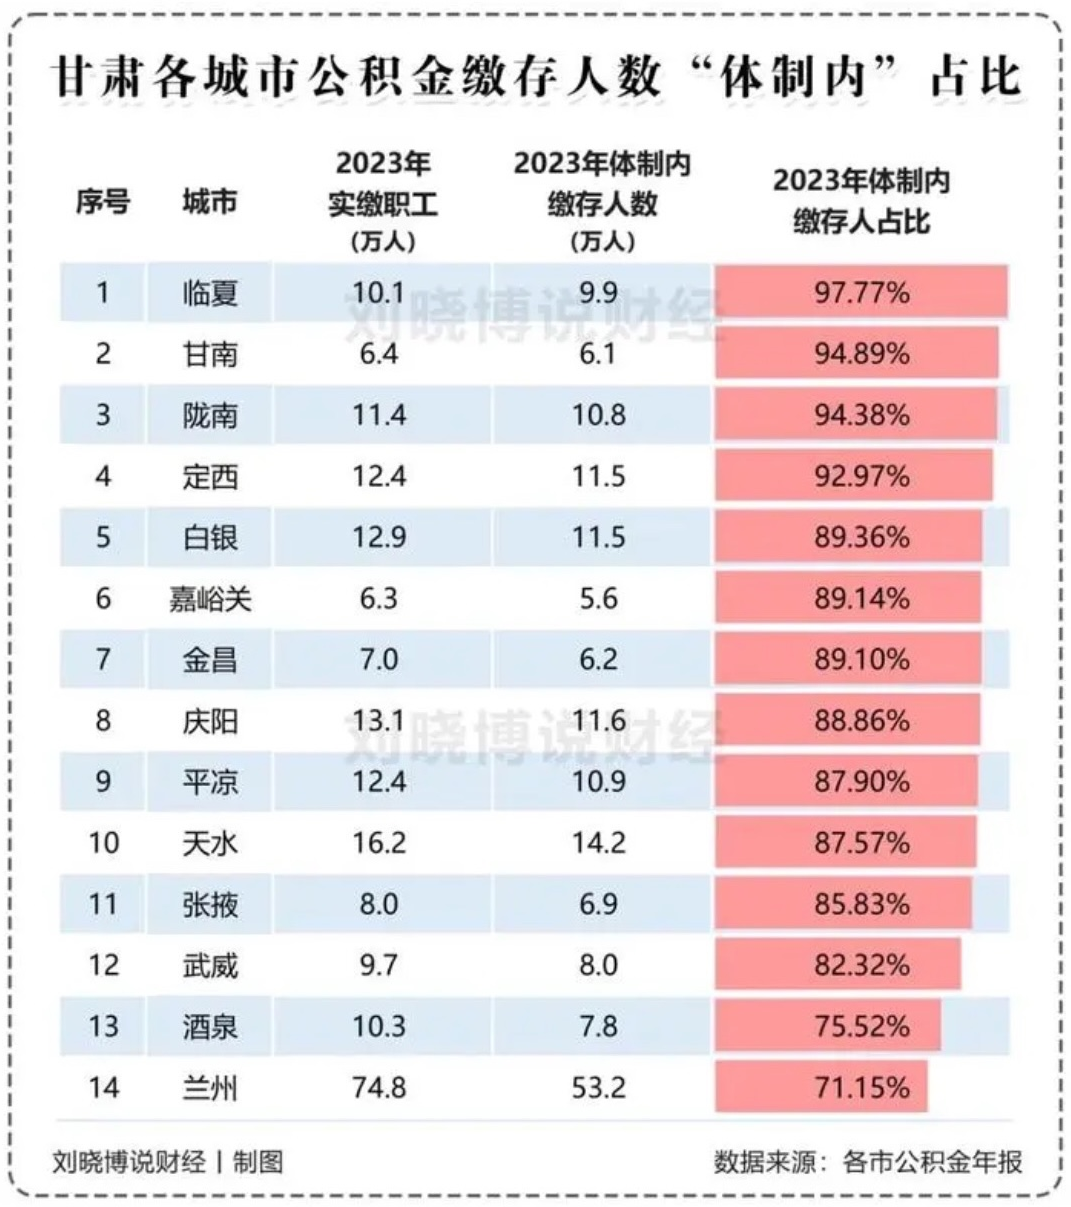 甘肃各城市公积金缴存人数“体制内”占比
序号 城市 2023年实缴职工(万人) 2023年体制内缴存人数(万人) 2023年体制内缴存人占比
1 临夏 10.1 9.9 97.77%
2 甘南 6.4 6.1 94.89%
3 陇南 11.4 10.8 94.38%
4 定西 12.4 11.5 92.97%
5 白银 12.9 11.5 89.36%
6 嘉峪关 6.3 5.6 89.14%
7 金昌 7.0 6.2 89.10%
8 庆阳 13.1 11.6 88.86%
9 平凉 12.4 10.9 87.90%
10 天水 16.2 14.2 87.57%
11 张掖 8.0 6.9 85.83%
12 武威 9.7 8.0 82.32%
13 酒泉 10.3 7.8 75.52%
14 兰州 74.8 53.2 71.15%
刘晓博说财经
刘晓博说财经
刘晓博说财经丨制图 数据来源：各市公积金年报